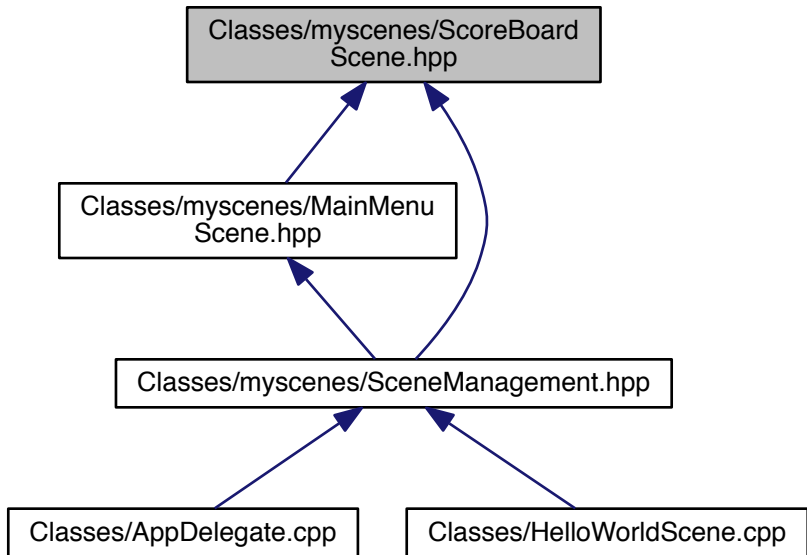 Classes/myscenes/ScoreBoard
Scene.hpp
Classes/myscenes/MainMenu
Scene.hpp
Classes/myscenes/SceneManagement.hpp
Classes/AppDelegate.cpp
Classes/HelloWorldScene.cpp